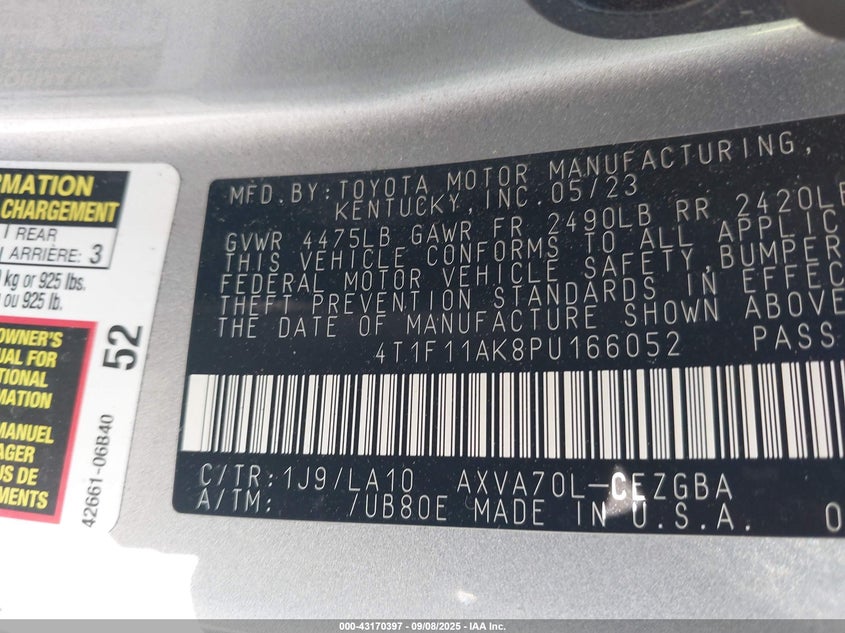 RMATION
CHARGEMENT
REAR
ARRIÈRE: 3
kg or 925 lbs.
ou 925 lb.
OWNER'S
UAL FOR
TIONAL
RMATION
MANUEL
AGER
US DE
MENTS
52
42661-06B40
MFD.BY:TOYOTA MOTOR MANUFACTURING,
KENTUCKY,INC.05/23
GVWR 4475LB GAWR FR 2490LB RR 2420LB
THIS VEHICLE CONFORMS TO ALL APPLIC
FEDERAL MOTOR VEHICLE SAFETY,BUMPER
THEFT PREVENTION STANDARDS IN EFFEC
THE DATE OF MANUFACTURE SHOWN ABOVE
4T1F11AK8PU166052 PASS
C/TR:1J9/LA10 AXVA70L-CEZGBA
A/TM: /UB80E MADE IN U.S.A.
000-43170397 - 09/08/2025 - IAA Inc.